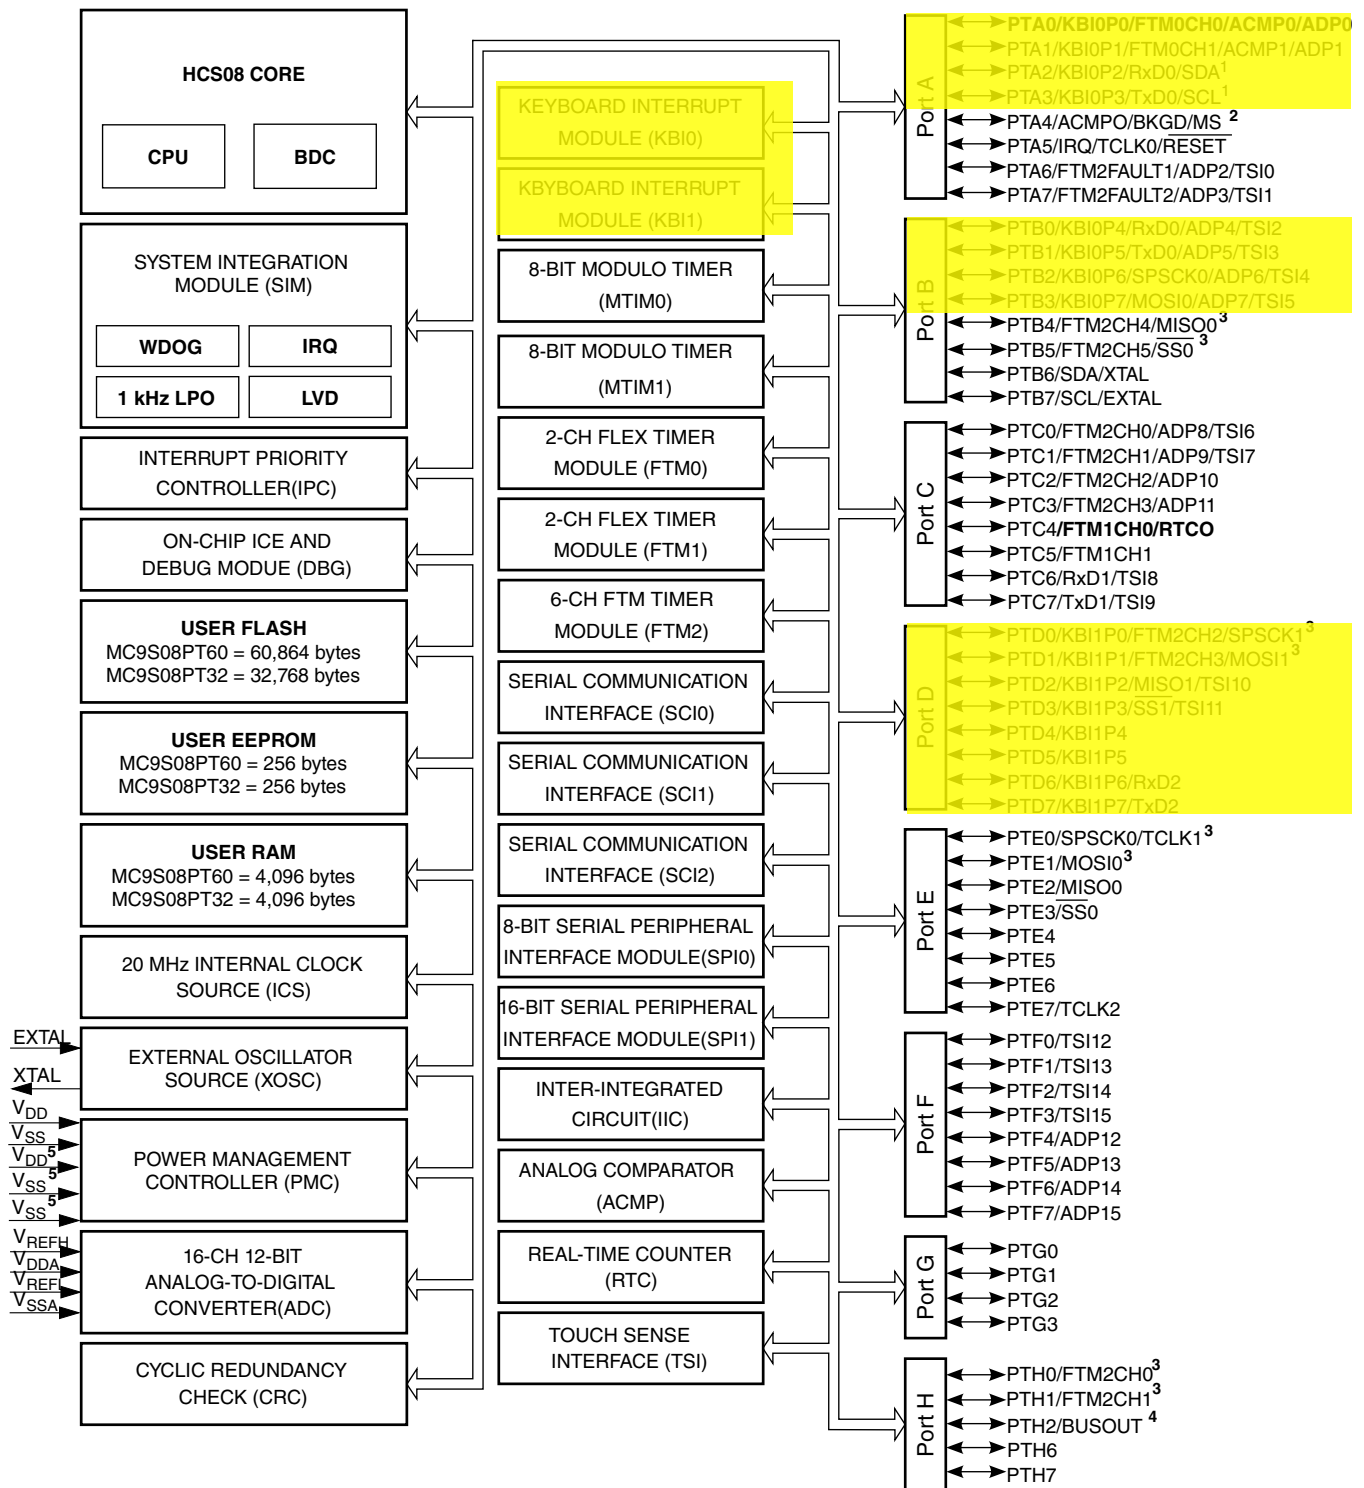 HCS08 CORE
CPU
BDC
SYSTEM INTEGRATION
MODULE (SIM)
WDOG
IRQ
1 kHz LPO
LVD
INTERRUPT PRIORITY
CONTROLLER(IPC)
ON-CHIP ICE AND
DEBUG MODUE (DBG)
USER FLASH
MC9S08PT60 = 60,864 bytes
MC9S08PT32 = 32,768 bytes
USER EEPROM
MC9S08PT60 = 256 bytes
MC9S08PT32 = 256 bytes
USER RAM
MC9S08PT60 = 4,096 bytes
MC9S08PT32 = 4,096 bytes
20 MHz INTERNAL CLOCK
SOURCE (ICS)
EXTAL
XTAL
EXTERNAL OSCILLATOR
SOURCE (XOSC)
VDD
VSS
VDD5
VSS5
VSS5
POWER MANAGEMENT
CONTROLLER (PMC)
VREFH
VDDA
VREFL
VSSA
16-CH 12-BIT
ANALOG-TO-DIGITAL
CONVERTER(ADC)
CYCLIC REDUNDANCY
CHECK (CRC)
KEYBOARD INTERRUPT
MODULE (KBI0)
KBYBOARD INTERRUPT
MODULE (KBI1)
8-BIT MODULO TIMER
(MTIM0)
8-BIT MODULO TIMER
(MTIM1)
2-CH FLEX TIMER
MODULE (FTM0)
2-CH FLEX TIMER
MODULE (FTM1)
6-CH FTM TIMER
MODULE (FTM2)
SERIAL COMMUNICATION
INTERFACE (SCI0)
SERIAL COMMUNICATION
INTERFACE (SCI1)
SERIAL COMMUNICATION
INTERFACE (SCI2)
8-BIT SERIAL PERIPHERAL
INTERFACE MODULE(SPI0)
16-BIT SERIAL PERIPHERAL
INTERFACE MODULE(SPI1)
INTER-INTEGRATED
CIRCUIT(IIC)
ANALOG COMPARATOR
(ACMP)
REAL-TIME COUNTER
(RTC)
TOUCH SENSE
INTERFACE (TSI)
Port A
PTA0/KBI0P0/FTM0CH0/ACMP0/ADP0
PTA1/KBI0P1/FTM0CH1/ACMP1/ADP1
PTA2/KBI0P2/RxD0/SDA1
PTA3/KBI0P3/TxD0/SCL1
PTA4/ACMPO/BKGD/MS 2
PTA5/IRQ/TCLK0/RESET
PTA6/FTM2FAULT1/ADP2/TSI0
PTA7/FTM2FAULT2/ADP3/TSI1
Port B
PTB0/KBI0P4/RxD0/ADP4/TSI2
PTB1/KBI0P5/TxD0/ADP5/TSI3
PTB2/KBI0P6/SPSCK0/ADP6/TSI4
PTB3/KBI0P7/MOSI0/ADP7/TSI5
PTB4/FTM2CH4/MISO0 3
PTB5/FTM2CH5/SS0 3
PTB6/SDA/XTAL
PTB7/SCL/EXTAL
Port C
PTC0/FTM2CH0/ADP8/TSI6
PTC1/FTM2CH1/ADP9/TSI7
PTC2/FTM2CH2/ADP10
PTC3/FTM2CH3/ADP11
PTC4/FTM1CH0/RTCO
PTC5/FTM1CH1
PTC6/RxD1/TSI8
PTC7/TxD1/TSI9
Port D
PTD0/KBI1P0/FTM2CH2/SPSCK1 3
PTD1/KBI1P1/FTM2CH3/MOSI1 3
PTD2/KBI1P2/MISO1/TSI10
PTD3/KBI1P3/SS1/TSI11
PTD4/KBI1P4
PTD5/KBI1P5
PTD6/KBI1P6/RxD2
PTD7/KBI1P7/TxD2
Port E
PTE0/SPSCK0/TCLK1 3
PTE1/MOSI0 3
PTE2/MISO0
PTE3/SS0
PTE4
PTE5
PTE6
PTE7/TCLK2
Port F
PTF0/TSI12
PTF1/TSI13
PTF2/TSI14
PTF3/TSI15
PTF4/ADP12
PTF5/ADP13
PTF6/ADP14
PTF7/ADP15
Port G
PTG0
PTG1
PTG2
PTG3
Port H
PTH0/FTM2CH0 3
PTH1/FTM2CH1 3
PTH2/BUSOUT 4
PTH6
PTH7